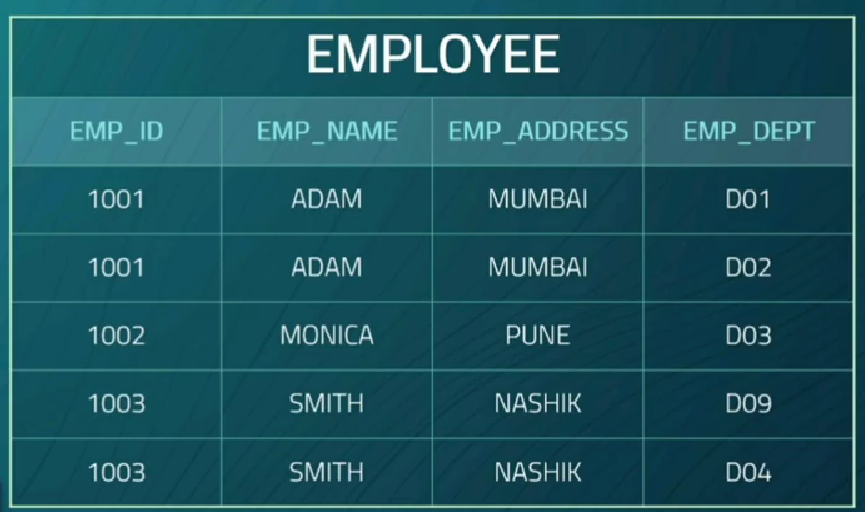 EMPLOYEE
EMP_ID EMP_NAME EMP_ADDRESS EMP_DEPT
1001 ADAM MUMBAI D01
1001 ADAM MUMBAI D02
1002 MONICA PUNE D03
1003 SMITH NASHIK D09
1003 SMITH NASHIK D04